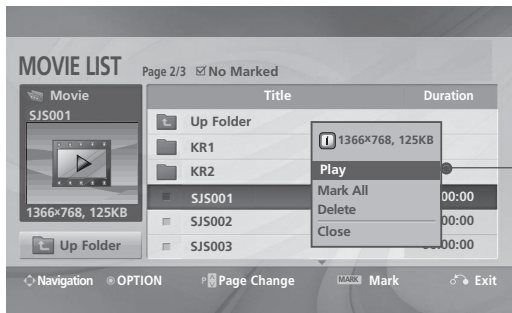 MOVIE LIST Page 2/3 ☑ No Marked
Movie
Title Duration
SJS001
Up Folder
KR1
KR2
SJS001 00:00
SJS002 00:00
SJS003 00:00
1366×768, 125KB
Up Folder
1366×768, 125KB
Play
Mark All
Delete
Close
Navigation OPTION P Page Change MARK Mark Exit